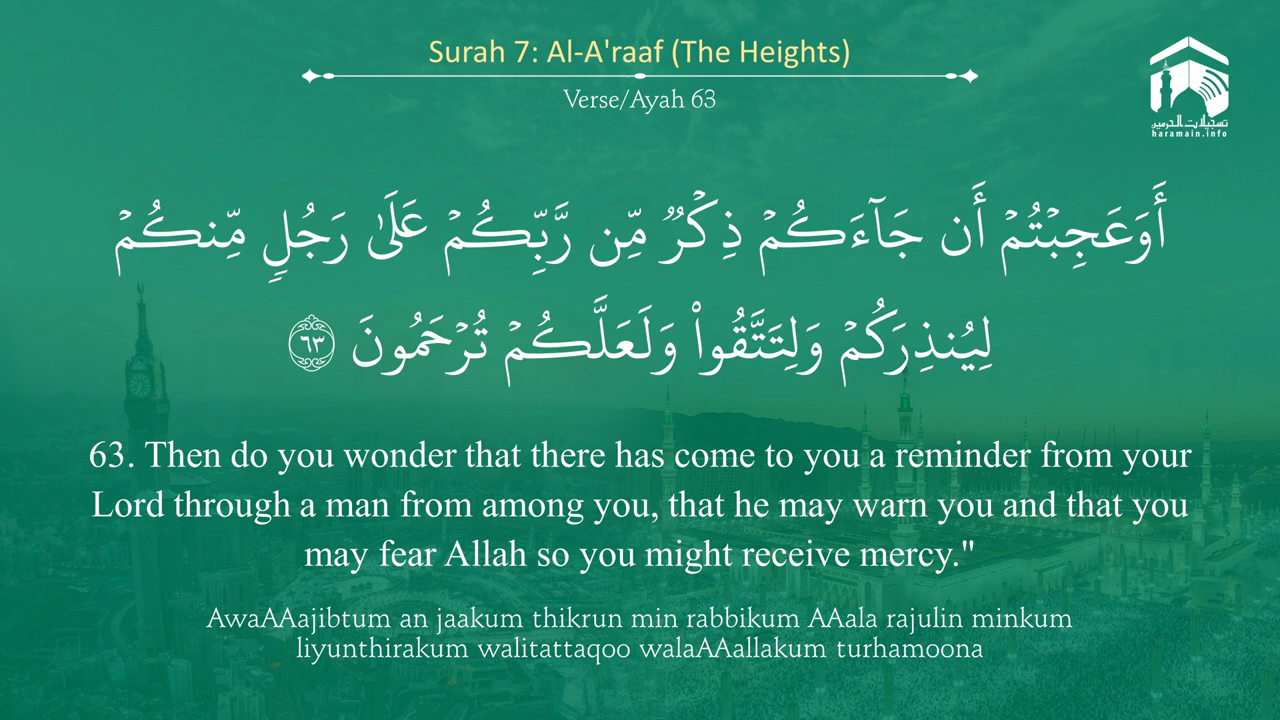 Surah 7: Al-A'raaf (The Heights)
Verse/Ayah 63
تسجيلات الحرمين
haramain.info
أَوَعَجِبۡتُمۡ أَن جَآءَكُمۡ ذِكۡرٞ مِّن رَّبِّكُمۡ عَلَىٰ رَجُلٖ مِّنكُمۡ
لِيُنذِرَكُمۡ وَلِتَتَّقُواْ وَلَعَلَّكُمۡ تُرۡحَمُونَ ٦٣
63. Then do you wonder that there has come to you a reminder from your
Lord through a man from among you, that he may warn you and that you
may fear Allah so you might receive mercy."
AwaAAajibtum an jaakum thikrun min rabbikum AAala rajulin minkum
liyunthirakum walitattaqoo walaAAallakum turhamoona